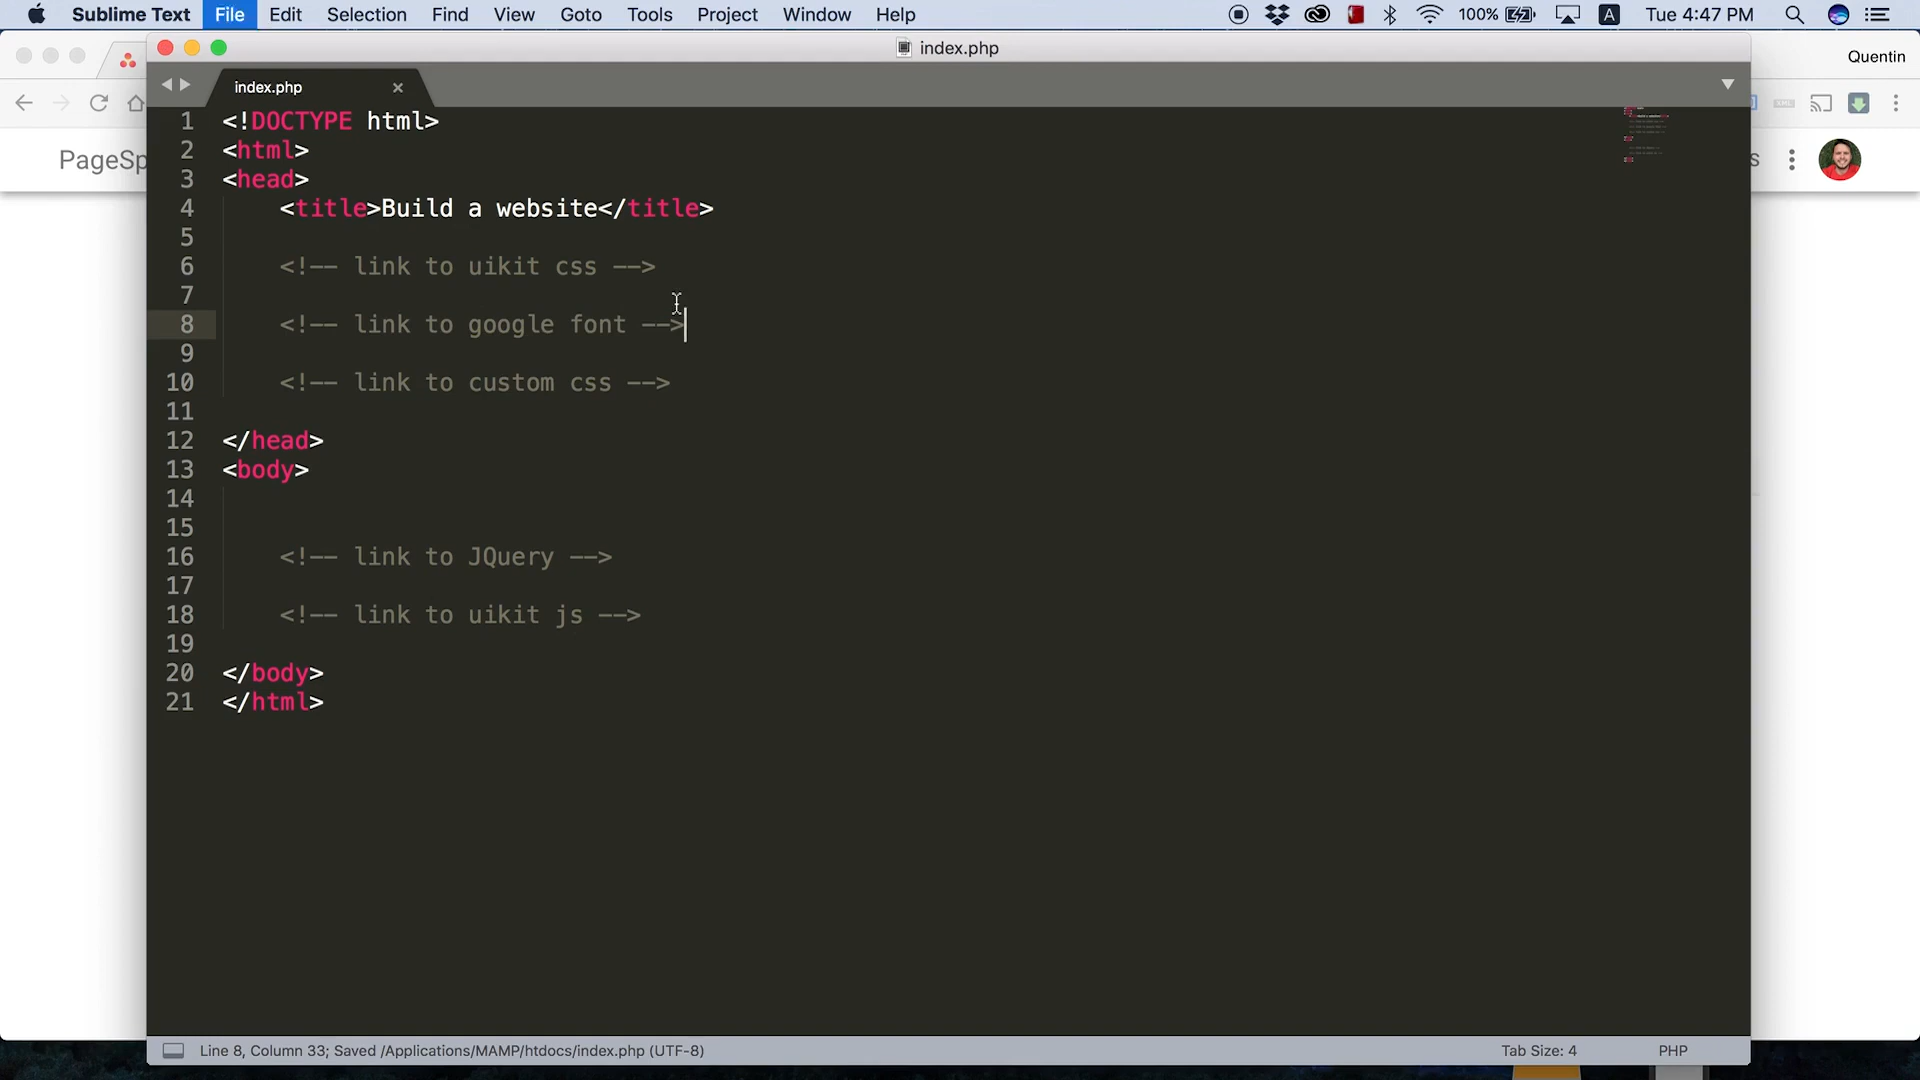 Sublime Text File Edit Selection Find View Goto Tools Project Window Help 100% A Tue 4:47 PM
index.php
Quentin
index.php
PageSp
s
1 <!DOCTYPE html>
2 <html>
3 <head>
4 <title>Build a website</title>
5
6 <!-- link to uikit css -->
7
8 <!-- link to google font -->
9
10 <!-- link to custom css -->
11
12 </head>
13 <body>
14
15
16 <!-- link to JQuery -->
17
18 <!-- link to uikit js -->
19
20 </body>
21 </html>
Line 8, Column 33; Saved /Applications/MAMP/htdocs/index.php (UTF-8) Tab Size: 4 PHP